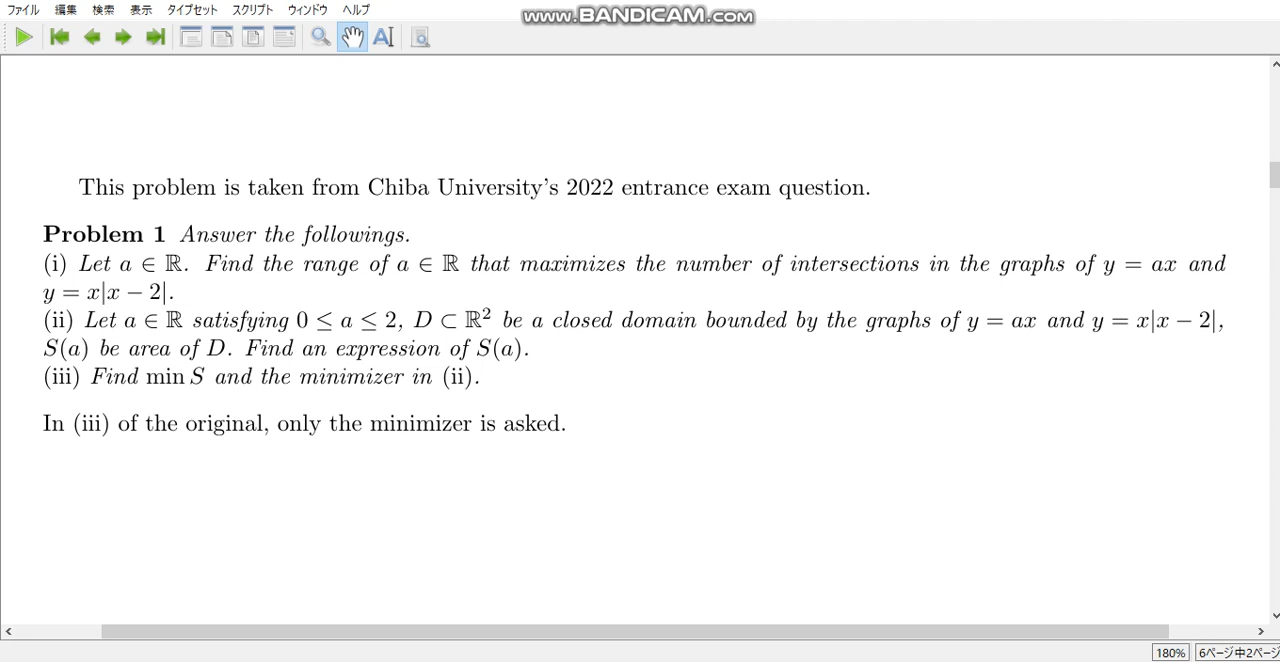 ファイル 編集 検索 表示 タイプセット スクリプト ウィンドウ ヘルプ
www.BANDICAM.com
This problem is taken from Chiba University's 2022 entrance exam question.
Problem 1 Answer the followings.
(i) Let a ∈ ℝ. Find the range of a ∈ ℝ that maximizes the number of intersections in the graphs of y = ax and
y = x|x − 2|.
(ii) Let a ∈ ℝ satisfying 0 ≤ a ≤ 2, D ⊂ ℝ² be a closed domain bounded by the graphs of y = ax and y = x|x − 2|,
S(a) be area of D. Find an expression of S(a).
(iii) Find min S and the minimizer in (ii).
In (iii) of the original, only the minimizer is asked.
180% 6ページ中2ページ